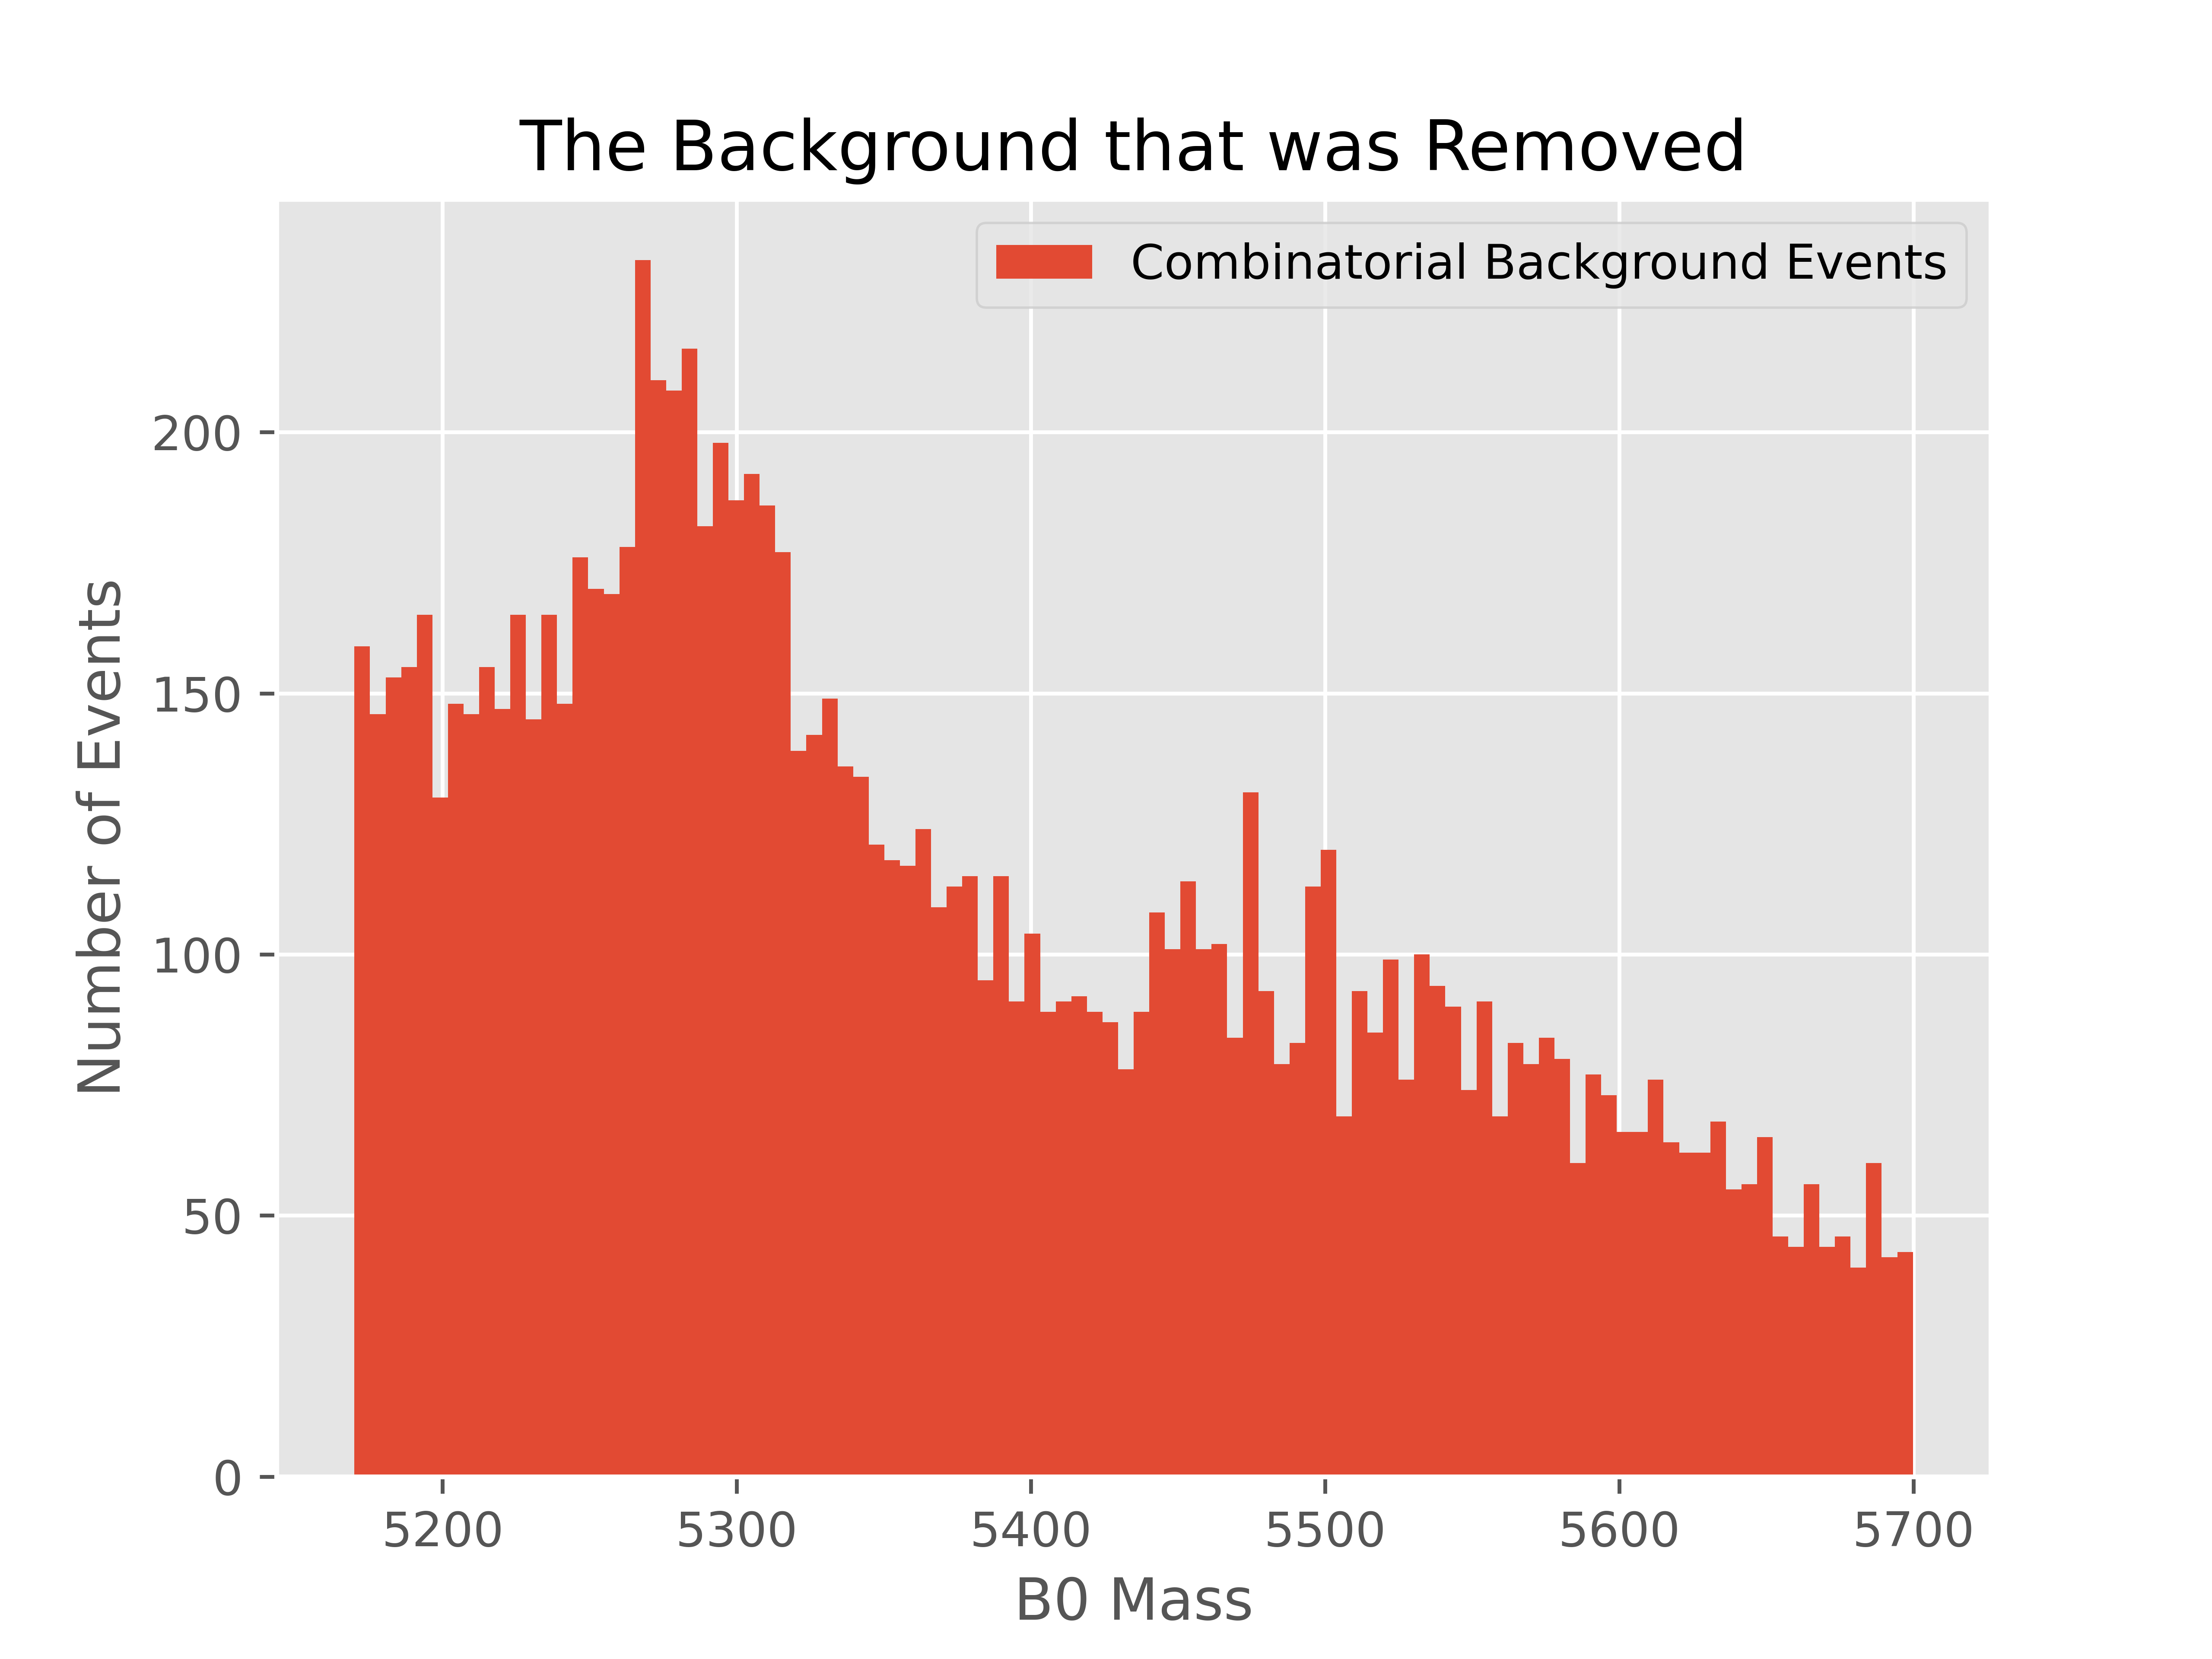 The Background that was Removed
Combinatorial Background Events
Number of Events
200
150
100
50
0
5200 5300 5400 5500 5600 5700
B0 Mass